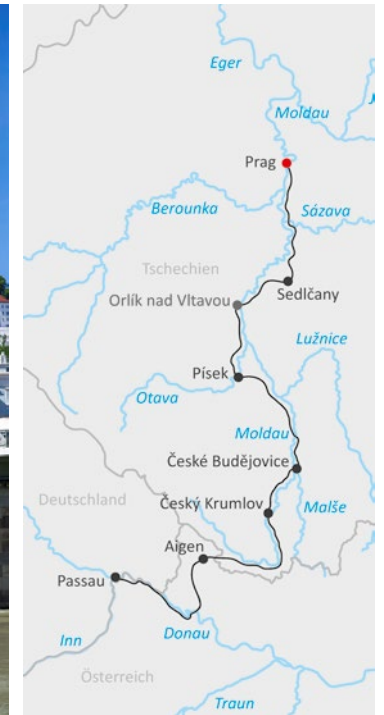 Eger
Moldau
Prag
Berounka
Sázava
Tschechien
Sedlčany
Orlík nad Vltavou
Lužnice
Písek
Otava
Moldau
České Budějovice
Deutschland
Český Krumlov
Malše
Aigen
Passau
Inn
Donau
Österreich
Traun